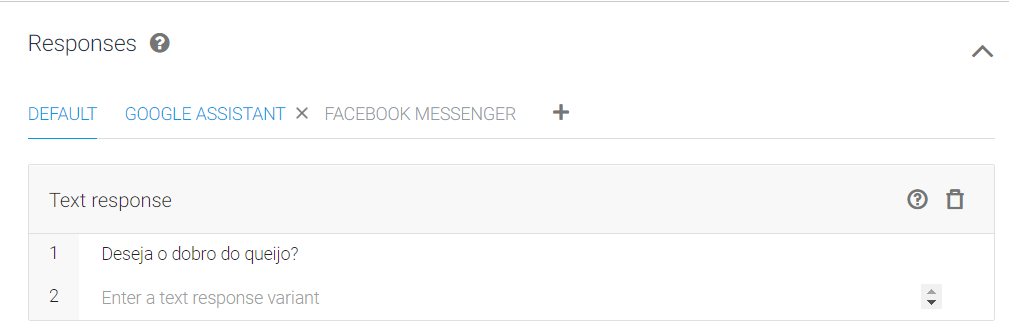 Responses
DEFAULT GOOGLE ASSISTANT FACEBOOK MESSENGER
Text response
1 Deseja o dobro do queijo?
2 Enter a text response variant